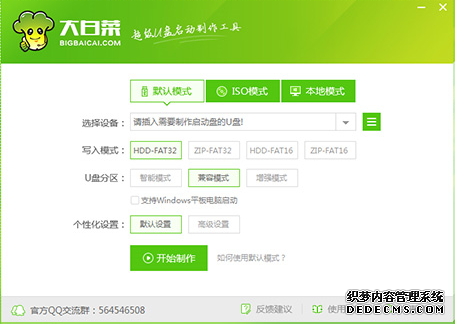 大白菜
BIGBAICAI.COM
超级U盘启动制作工具
默认模式 ISO模式 本地模式
选择设备： 请插入需要制作启动盘的U盘!
写入模式： HDD-FAT32 ZIP-FAT32 HDD-FAT16 ZIP-FAT16
U盘分区： 智能模式 兼容模式 增强模式
支持Windows平板电脑启动
个性化设置： 默认设置 高级设置
开始制作 如何使用默认模式？
官方QQ交流群：564546508 反馈建议 使用
织梦内容管理系统
DEDECMS.COM